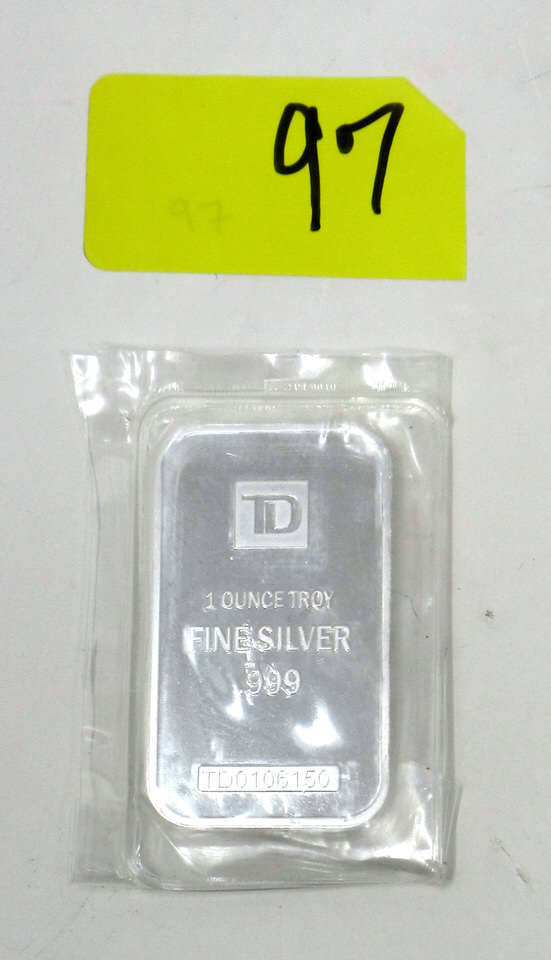 97
97
TD
1 OUNCE TROY
FINE SILVER
999
TD0106150